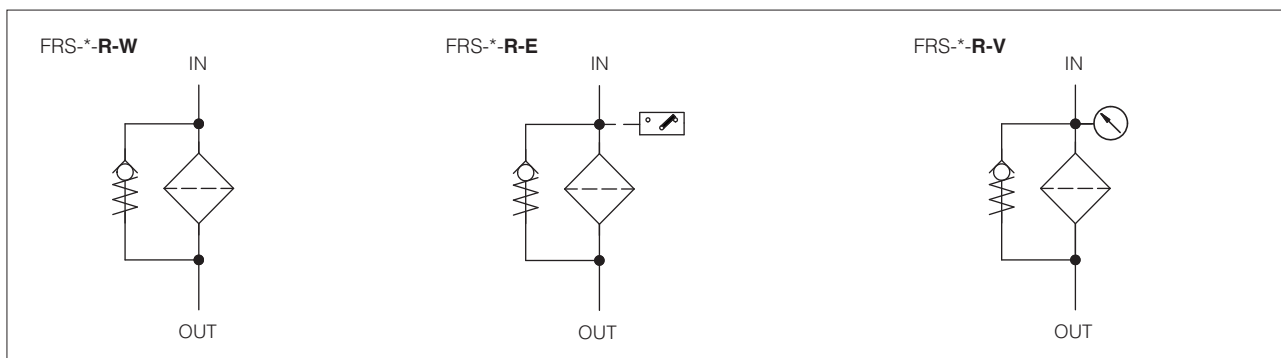 FRS-*-R-W
IN
OUT
FRS-*-R-E
IN
OUT
FRS-*-R-V
IN
OUT